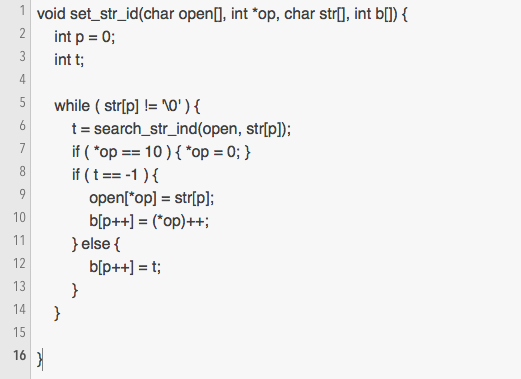 1 void set_str_id(char open[], int *op, char str[], int b[]) {
2 int p = 0;
3 int t;
4
5 while ( str[p] != '\0' ) {
6 t = search_str_ind(open, str[p]);
7 if ( *op == 10 ) { *op = 0; }
8 if ( t == -1 ) {
9 open[*op] = str[p];
10 b[p++] = (*op)++;
11 } else {
12 b[p++] = t;
13 }
14 }
15
16 }